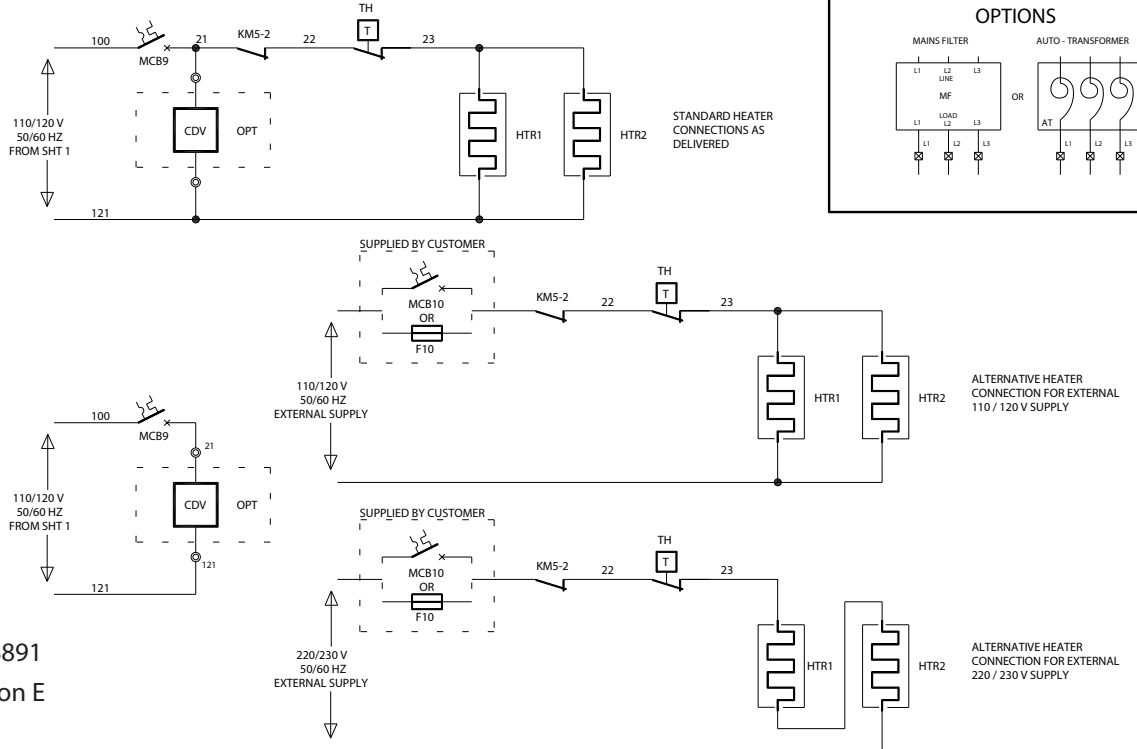 TH
T
100
MCB9
21
KM5-2
22
23
110/120 V
50/60 HZ
FROM SHT 1
CDV
OPT
HTR1
HTR2
STANDARD HEATER
CONNECTIONS AS
DELIVERED
121
OPTIONS
MAINS FILTER
L1 L2 L3
LINE
MF
LOAD
L1 L2 L3
L1 L2 L3
OR
AUTO - TRANSFORMER
AT
L1 L2 L3
SUPPLIED BY CUSTOMER
MCB10
OR
F10
KM5-2
22
TH
T
23
110/120 V
50/60 HZ
EXTERNAL SUPPLY
HTR1
HTR2
ALTERNATIVE HEATER
CONNECTION FOR EXTERNAL
110 / 120 V SUPPLY
100
MCB9
21
110/120 V
50/60 HZ
FROM SHT 1
CDV
OPT
121
121
SUPPLIED BY CUSTOMER
MCB10
OR
F10
KM5-2
22
TH
T
23
220/230 V
50/60 HZ
EXTERNAL SUPPLY
HTR1
HTR2
ALTERNATIVE HEATER
CONNECTION FOR EXTERNAL
220 / 230 V SUPPLY
891
on E